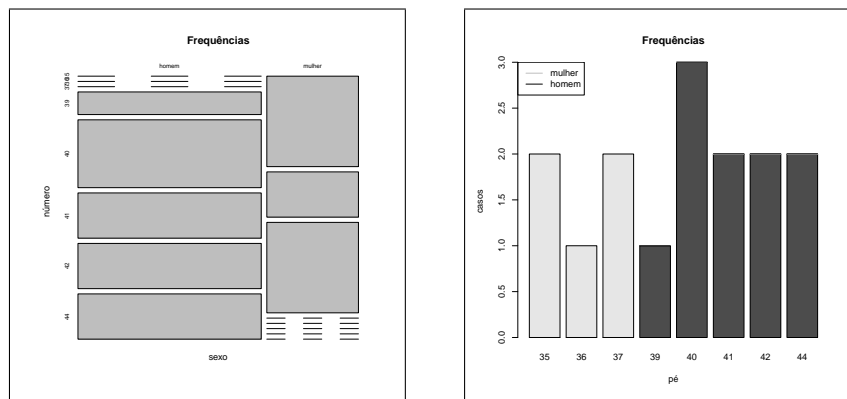 Frequências
homem mulher
39
40
41
42
44
número
sexo
Frequências
mulher
homem
3.0
2.5
2.0
1.5
1.0
0.5
0.0
casos
35 36 37 39 40 41 42 44
pé